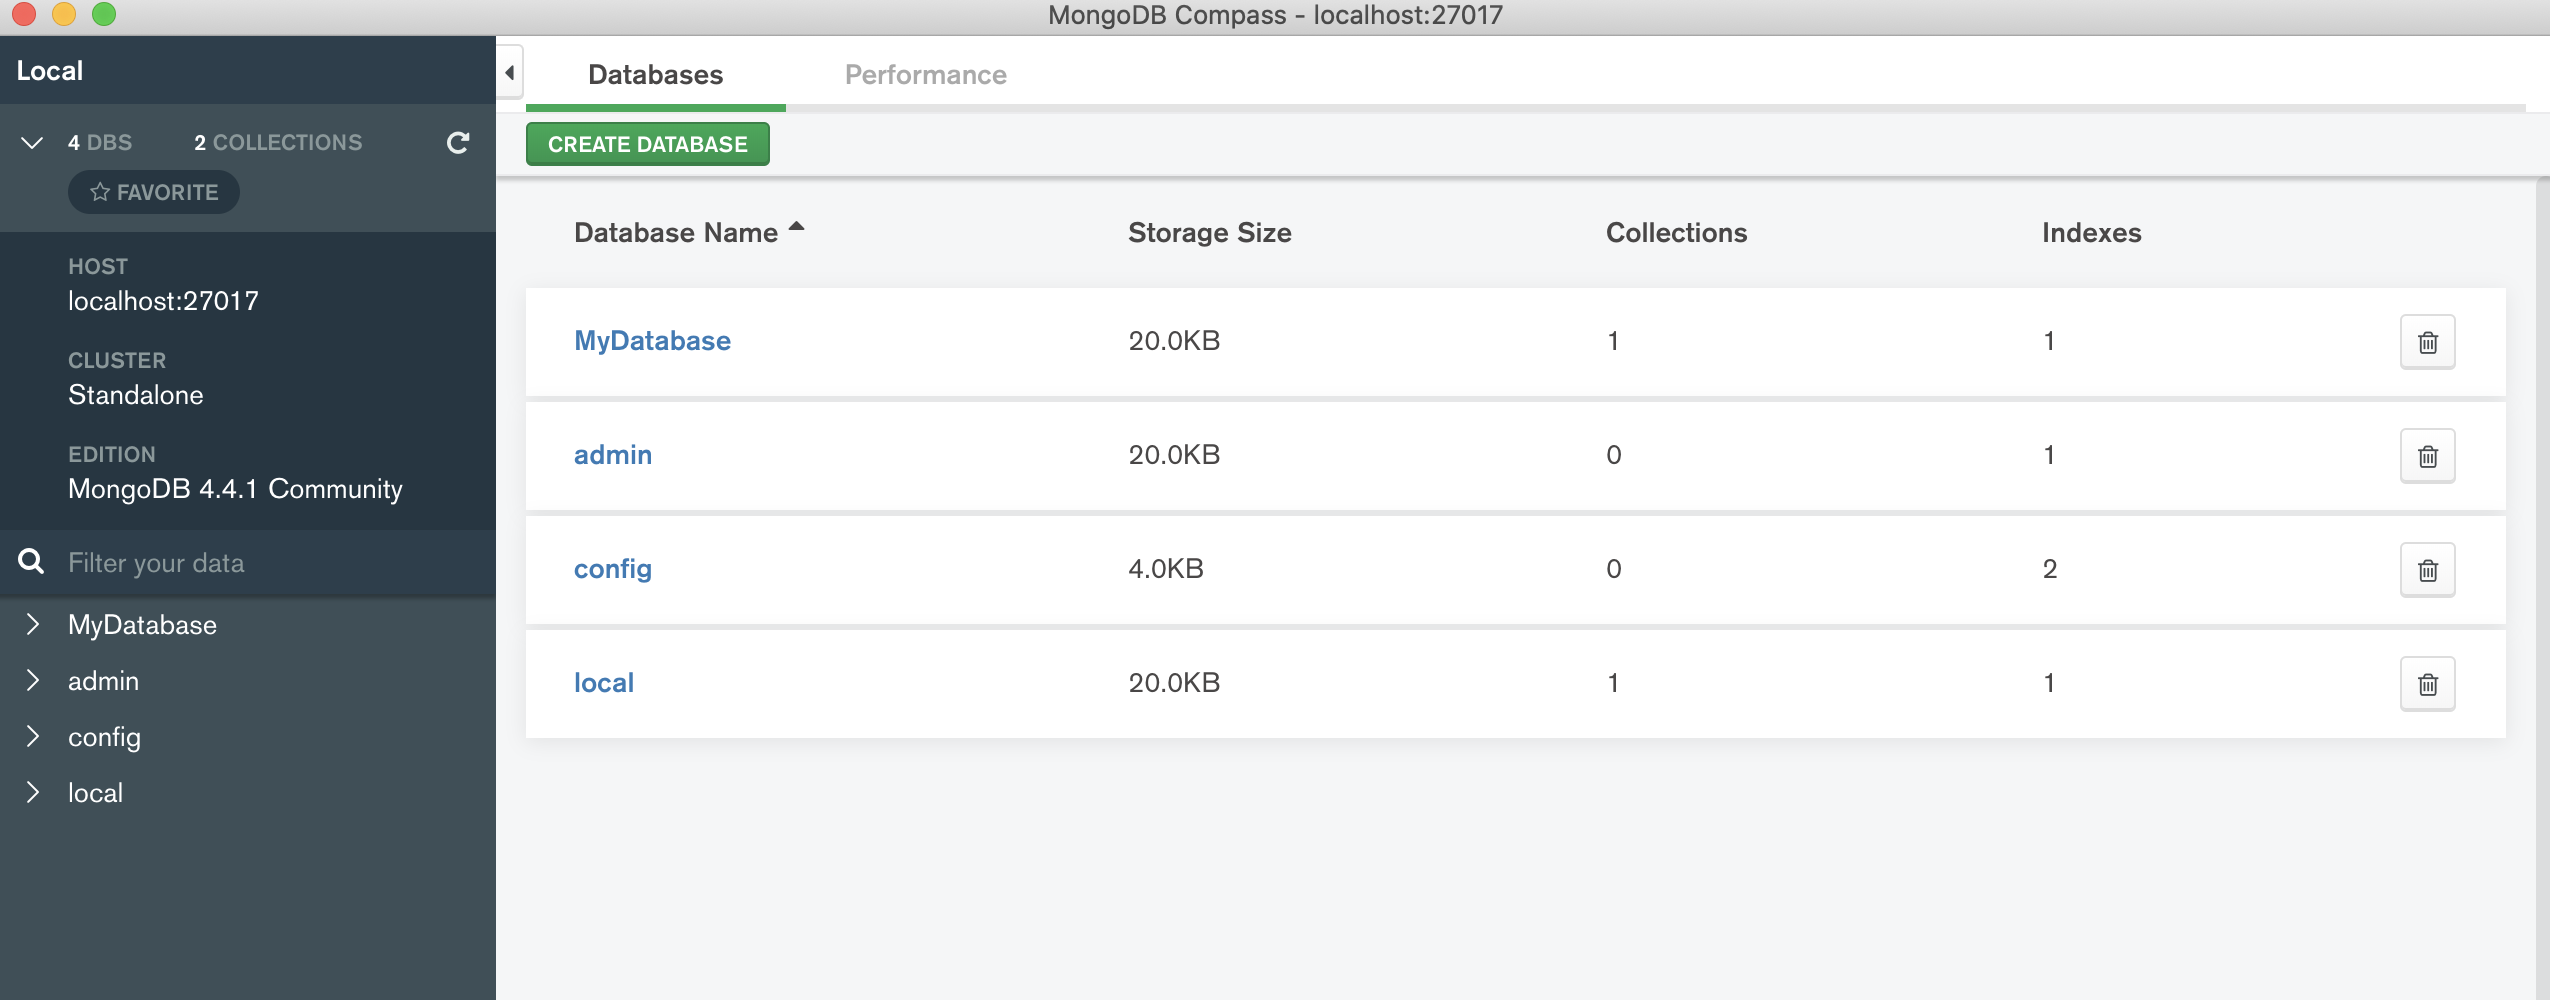 MongoDB Compass - localhost:27017
Local
4 DBS 2 COLLECTIONS
FAVORITE
HOST
localhost:27017
CLUSTER
Standalone
EDITION
MongoDB 4.4.1 Community
Filter your data
MyDatabase
admin
config
local
Databases Performance
CREATE DATABASE
Database Name Storage Size Collections Indexes
MyDatabase 20.0KB 1 1
admin 20.0KB 0 1
config 4.0KB 0 2
local 20.0KB 1 1